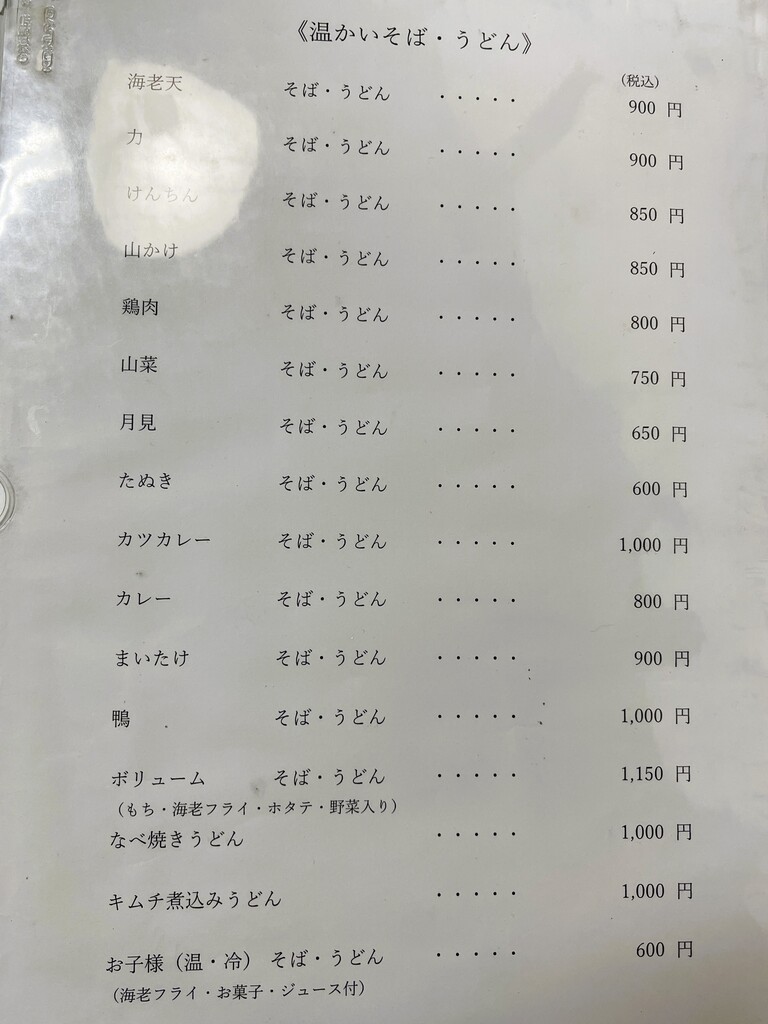 《温かいそば・うどん》
(税込)
海老天 そば・うどん ・・・・・ 900 円
力 そば・うどん ・・・・・ 900 円
けんちん そば・うどん ・・・・・ 850 円
山かけ そば・うどん ・・・・・ 850 円
鶏肉 そば・うどん ・・・・・ 800 円
山菜 そば・うどん ・・・・・ 750 円
月見 そば・うどん ・・・・・ 650 円
たぬき そば・うどん ・・・・・ 600 円
カツカレー そば・うどん ・・・・・ 1,000 円
カレー そば・うどん ・・・・・ 800 円
まいたけ そば・うどん ・・・・・ 900 円
鴨 そば・うどん ・・・・・ 1,000 円
ボリューム そば・うどん ・・・・・ 1,150 円
（もち・海老フライ・ホタテ・野菜入り）
なべ焼きうどん ・・・・・ 1,000 円
キムチ煮込みうどん ・・・・・ 1,000 円
お子様（温・冷） そば・うどん ・・・・・ 600 円
（海老フライ・お菓子・ジュース付）